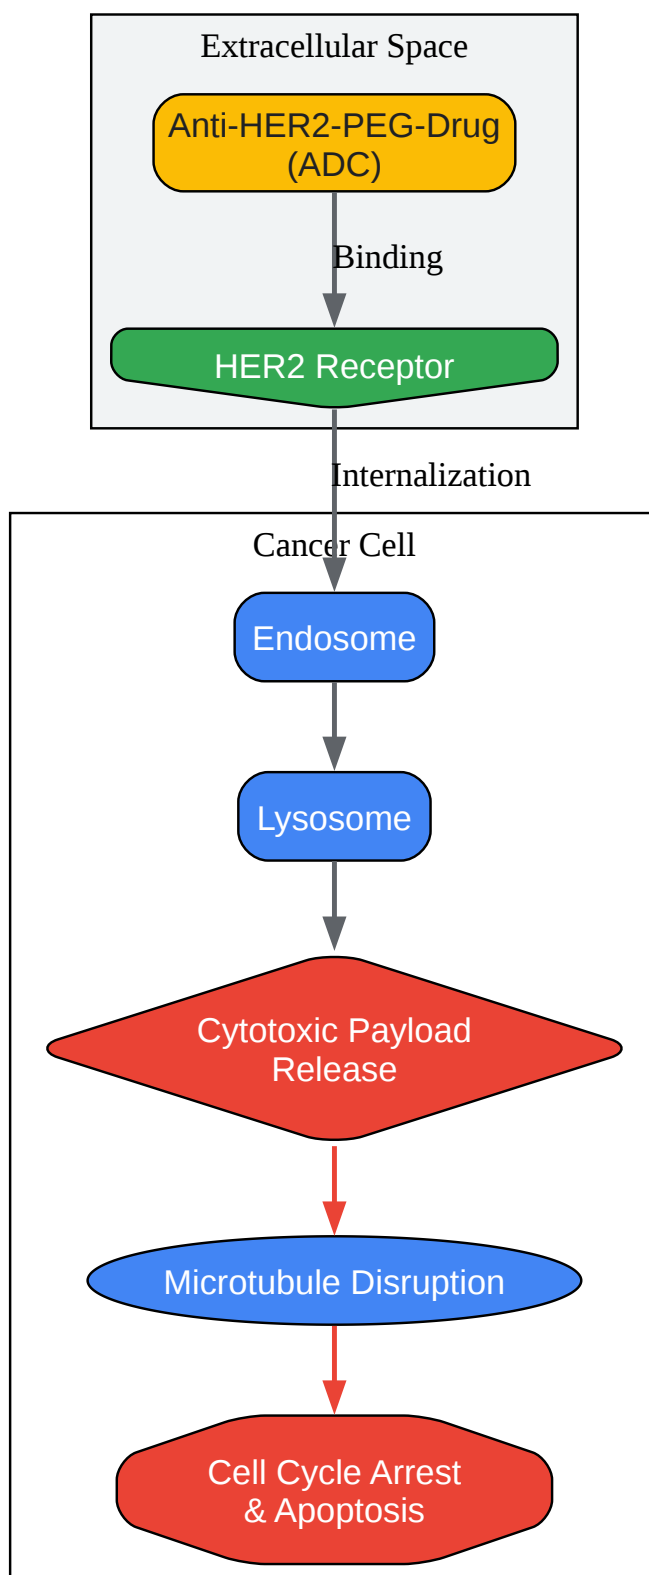 Extracellular Space
Anti-HER2-PEG-Drug
(ADC)
Binding
HER2 Receptor
Internalization
Cancer Cell
Endosome
Lysosome
Cytotoxic Payload
Release
Microtubule Disruption
Cell Cycle Arrest
& Apoptosis